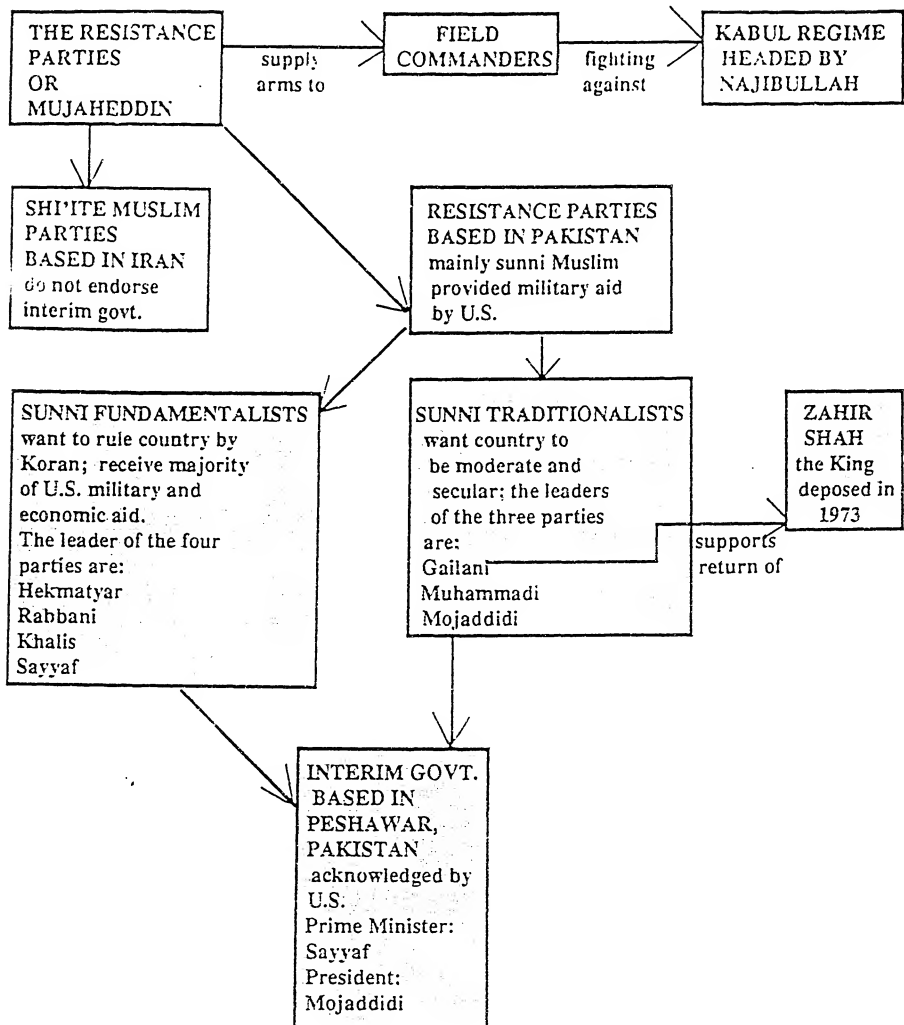 THE RESISTANCE
PARTIES
OR
MUJAHEDDIN
supply
arms to
FIELD
COMMANDERS
fighting
against
KABUL REGIME
HEADED BY
NAJIBULLAH
SHI'ITE MUSLIM
PARTIES
BASED IN IRAN
do not endorse
interim govt.
RESISTANCE PARTIES
BASED IN PAKISTAN
mainly sunni Muslim
provided military aid
by U.S.
SUNNI FUNDAMENTALISTS
want to rule country by
Koran; receive majority
of U.S. military and
economic aid.
The leader of the four
parties are:
Hekmatyar
Rabbani
Khalis
Sayyaf
SUNNI TRADITIONALISTS
want country to
be moderate and
secular; the leaders
of the three parties
are:
Gailani
Muhammadi
Mojaddidi
supports
return of
ZAHIR
SHAH
the King
deposed in
1973
INTERIM GOVT.
BASED IN
PESHAWAR,
PAKISTAN
acknowledged by
U.S.
Prime Minister:
Sayyaf
President:
Mojaddidi